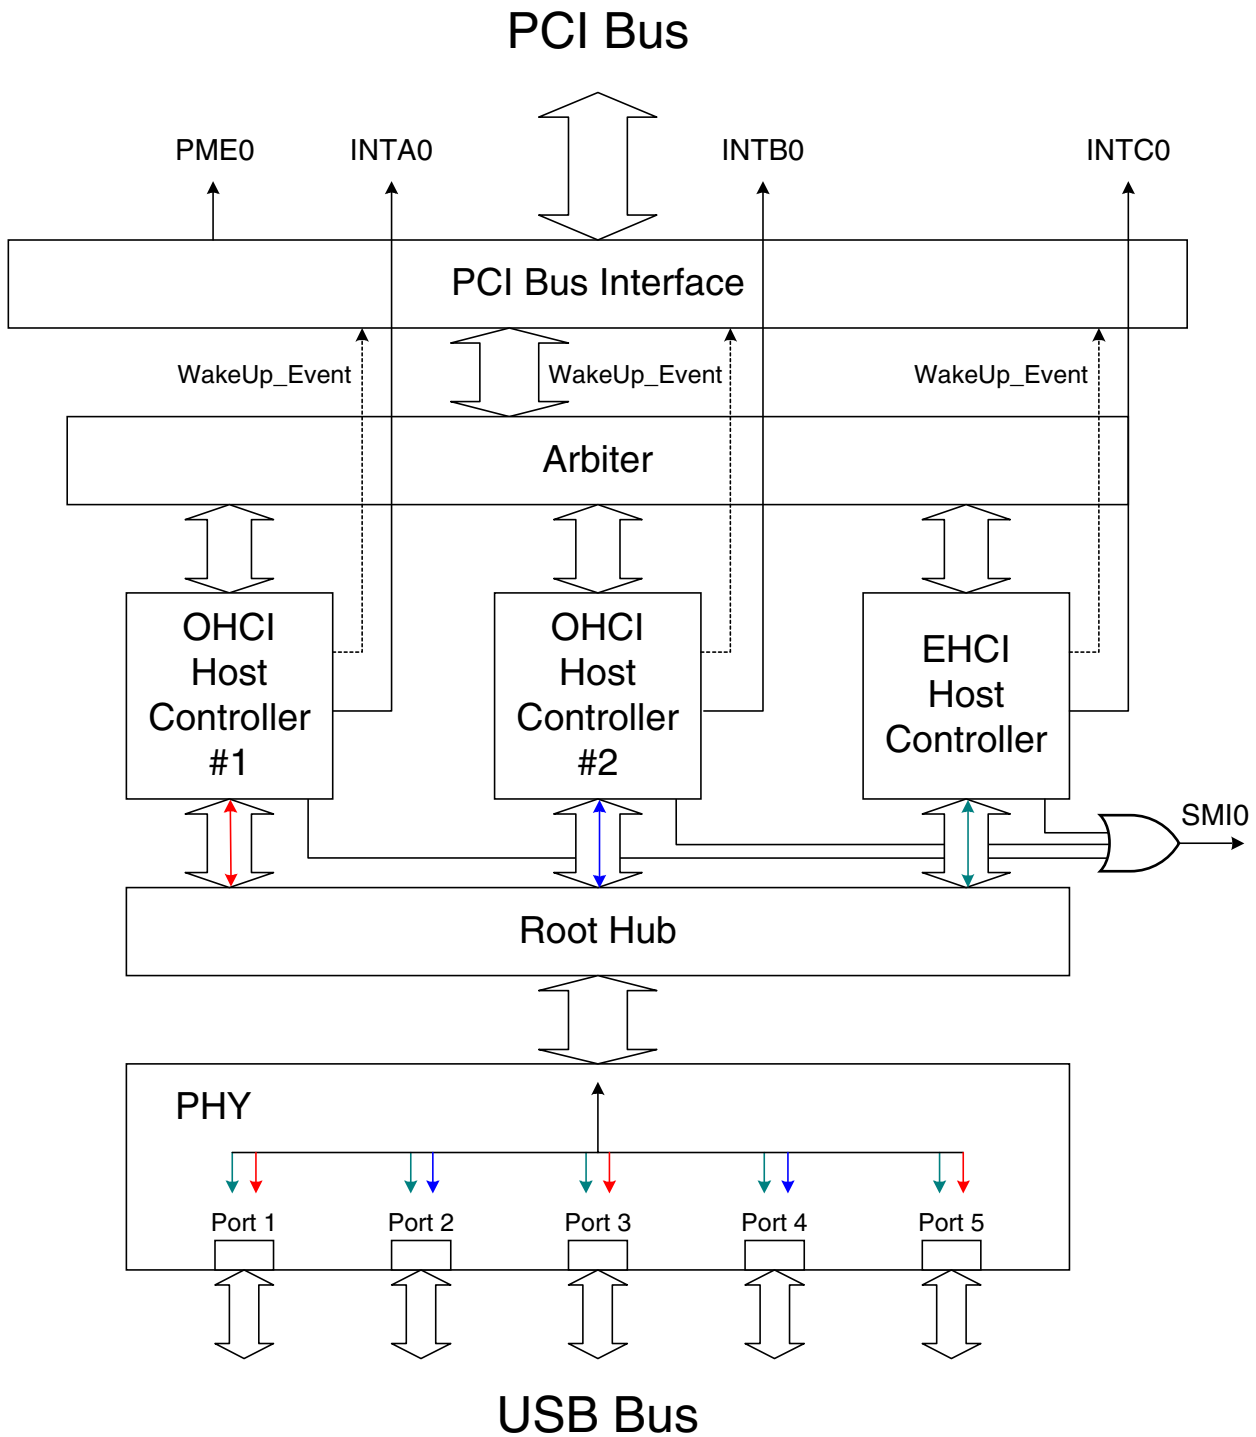 PCI Bus
PME0
INTA0
INTB0
INTC0
PCI Bus Interface
WakeUp_Event
WakeUp_Event
WakeUp_Event
Arbiter
OHCI
Host
Controller
#1
OHCI
Host
Controller
#2
EHCI
Host
Controller
SMI0
Root Hub
PHY
Port 1
Port 2
Port 3
Port 4
Port 5
USB Bus